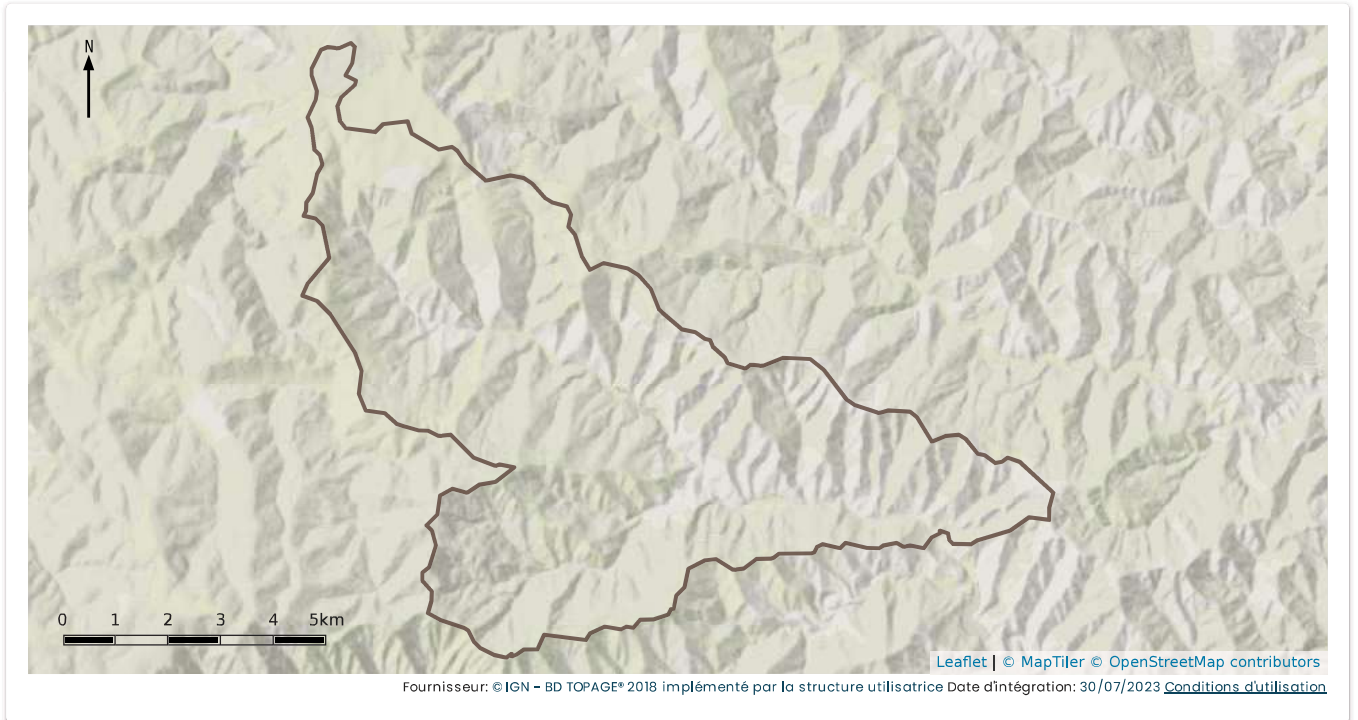 N
0 1 2 3 4 5km
Leaflet | © MapTiler © OpenStreetMap contributors
Fournisseur: © IGN - BD TOPAGE® 2018 implémenté par la structure utilisatrice Date d'intégration: 30/07/2023 Conditions d'utilisation